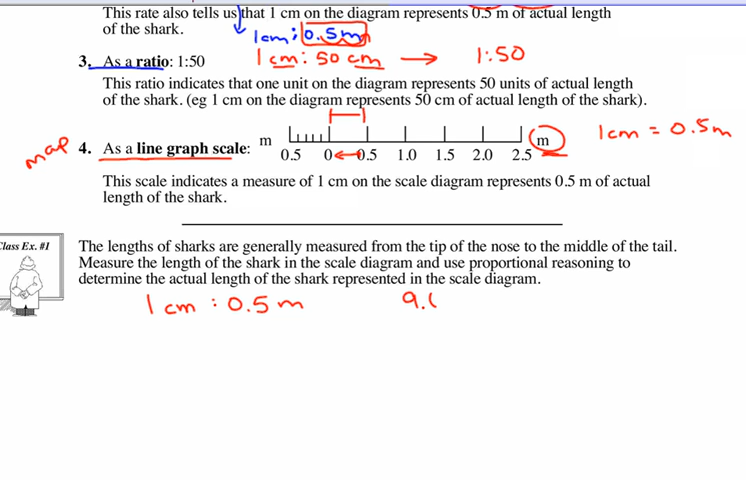 This rate also tells us that 1 cm on the diagram represents 0.5 m of actual length
of the shark.
1cm : 0.5m
3. As a ratio: 1:50
1 cm : 50 cm → 1:50
This ratio indicates that one unit on the diagram represents 50 units of actual length
of the shark. (eg 1 cm on the diagram represents 50 cm of actual length of the shark).
map
4. As a line graph scale:
m
m
1cm = 0.5m
0.5 0 0.5 1.0 1.5 2.0 2.5
This scale indicates a measure of 1 cm on the scale diagram represents 0.5 m of actual
length of the shark.
Class Ex. #1
The lengths of sharks are generally measured from the tip of the nose to the middle of the tail.
Measure the length of the shark in the scale diagram and use proportional reasoning to
determine the actual length of the shark represented in the scale diagram.
1 cm : 0.5 m